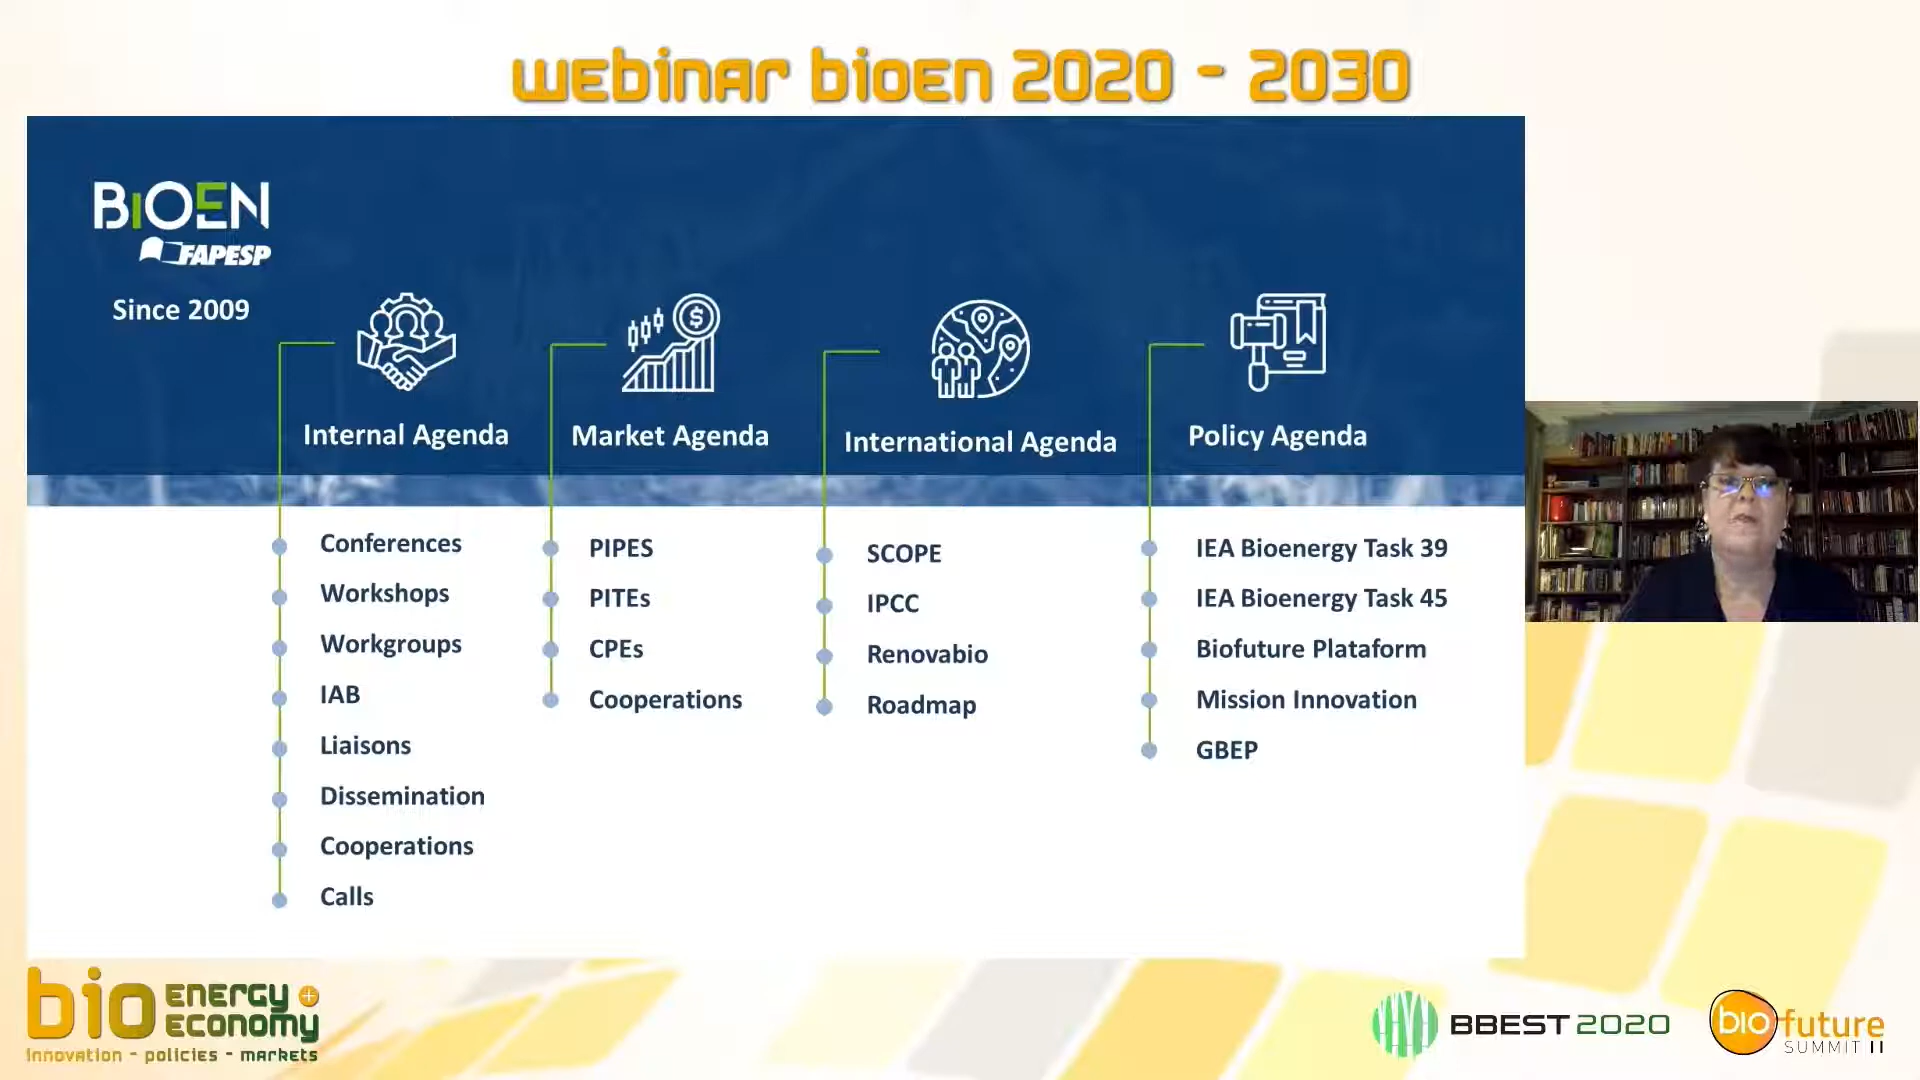 webinar bioen 2020 - 2030
BIOEN
FAPESP
Since 2009
$
Internal Agenda
Conferences
Workshops
Workgroups
IAB
Liaisons
Dissemination
Cooperations
Calls
Market Agenda
PIPES
PITEs
CPEs
Cooperations
International Agenda
SCOPE
IPCC
Renovabio
Roadmap
Policy Agenda
IEA Bioenergy Task 39
IEA Bioenergy Task 45
Biofuture Plataform
Mission Innovation
GBEP
bio ENERGY +
ECONOMY
innovation - policies - markets
BBEST 2020
biofuture
SUMMIT II